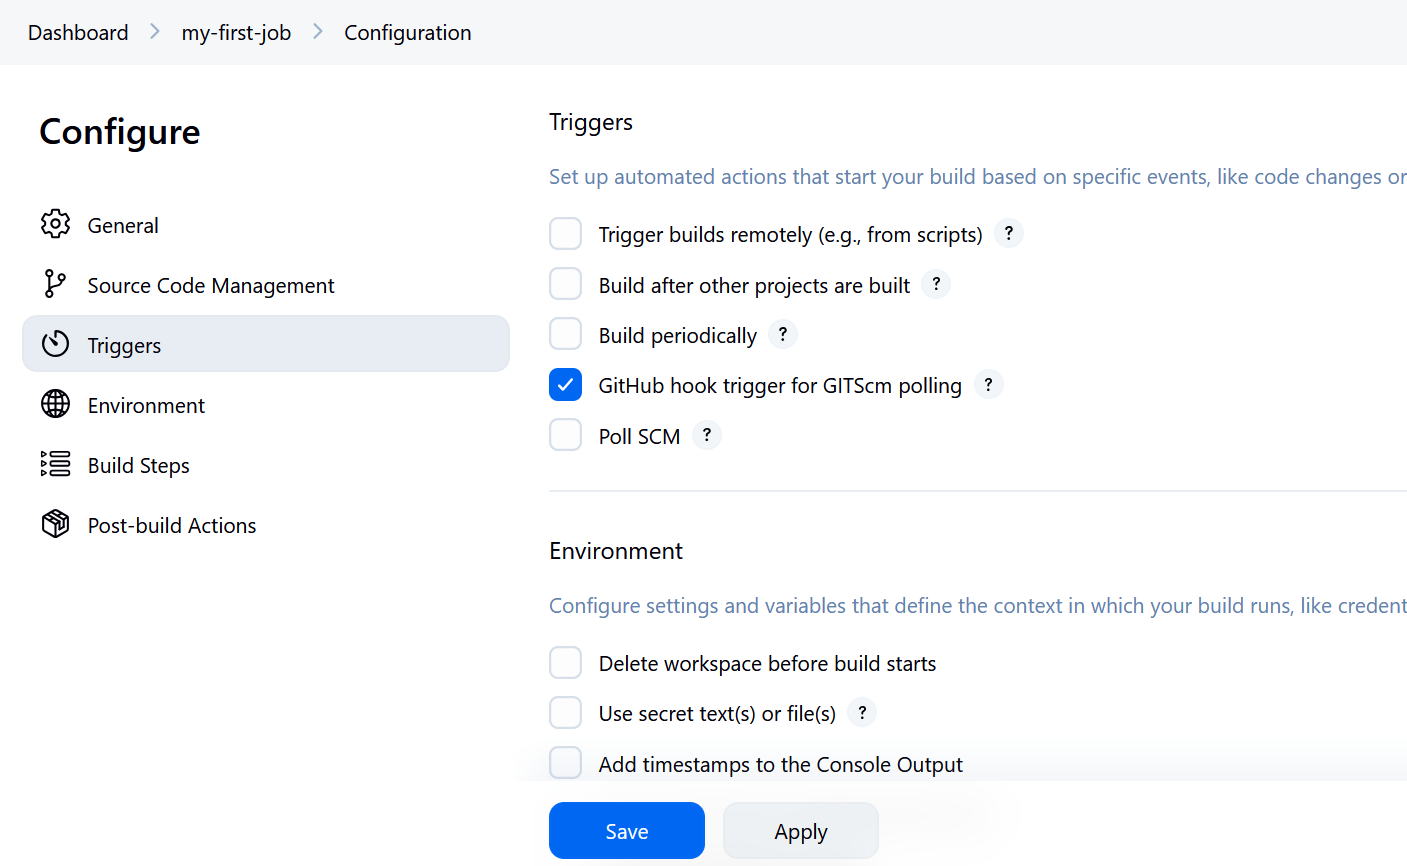 Dashboard > my-first-job > Configuration
Configure
General
Source Code Management
Triggers
Environment
Build Steps
Post-build Actions
Triggers
Set up automated actions that start your build based on specific events, like code changes or
Trigger builds remotely (e.g., from scripts) ?
Build after other projects are built ?
Build periodically ?
GitHub hook trigger for GITScm polling ?
Poll SCM ?
Environment
Configure settings and variables that define the context in which your build runs, like credent
Delete workspace before build starts
Use secret text(s) or file(s) ?
Add timestamps to the Console Output
Save Apply